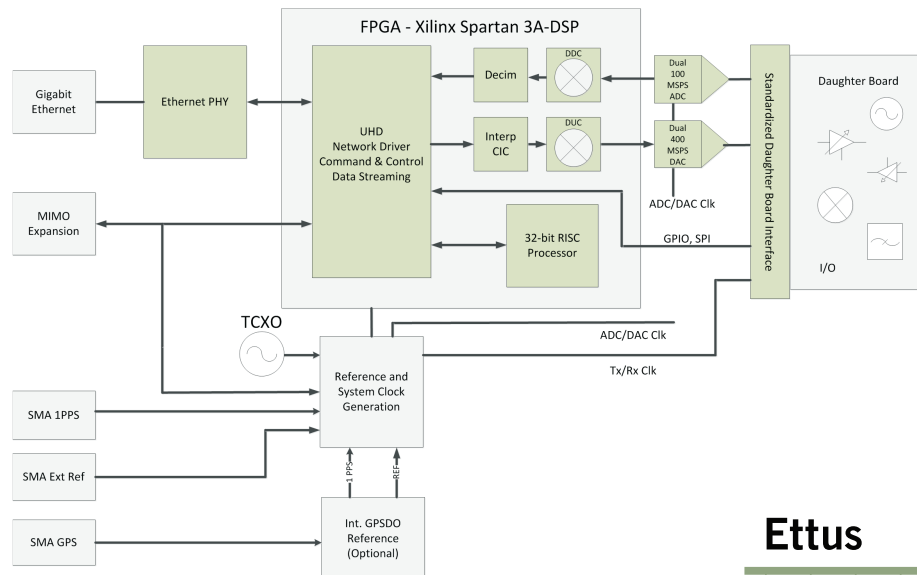 FPGA - Xilinx Spartan 3A-DSP
Gigabit
Ethernet
Ethernet PHY
UHD
Network Driver
Command & Control
Data Streaming
Decim
DDC
Dual
100
MSPS
ADC
Interp
CIC
DUC
Dual
400
MSPS
DAC
ADC/DAC Clk
Standardized Daughter Board Interface
Daughter Board
I/O
MIMO
Expansion
GPIO, SPI
32-bit RISC
Processor
TCXO
ADC/DAC Clk
Tx/Rx Clk
Reference and
System Clock
Generation
SMA 1PPS
SMA Ext Ref
1 PPS
REF
SMA GPS
Int. GPSDO
Reference
(Optional)
Ettus